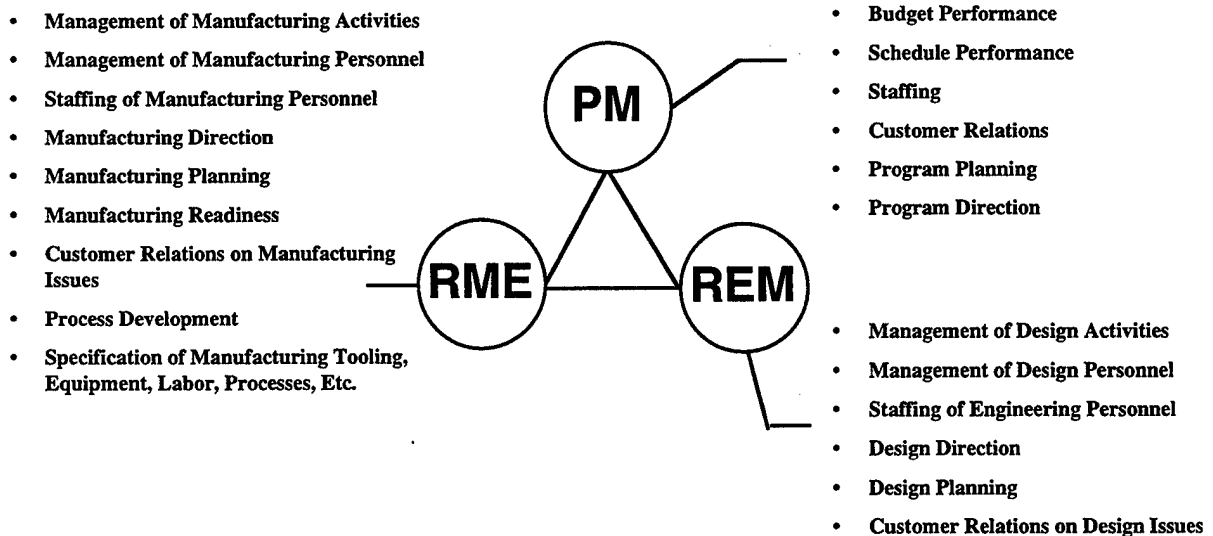 • Management of Manufacturing Activities
• Management of Manufacturing Personnel
• Staffing of Manufacturing Personnel
• Manufacturing Direction
• Manufacturing Planning
• Manufacturing Readiness
• Customer Relations on Manufacturing
Issues
• Process Development
• Specification of Manufacturing Tooling,
Equipment, Labor, Processes, Etc.
PM
RME
REM
• Budget Performance
• Schedule Performance
• Staffing
• Customer Relations
• Program Planning
• Program Direction
• Management of Design Activities
• Management of Design Personnel
• Staffing of Engineering Personnel
• Design Direction
• Design Planning
• Customer Relations on Design Issues